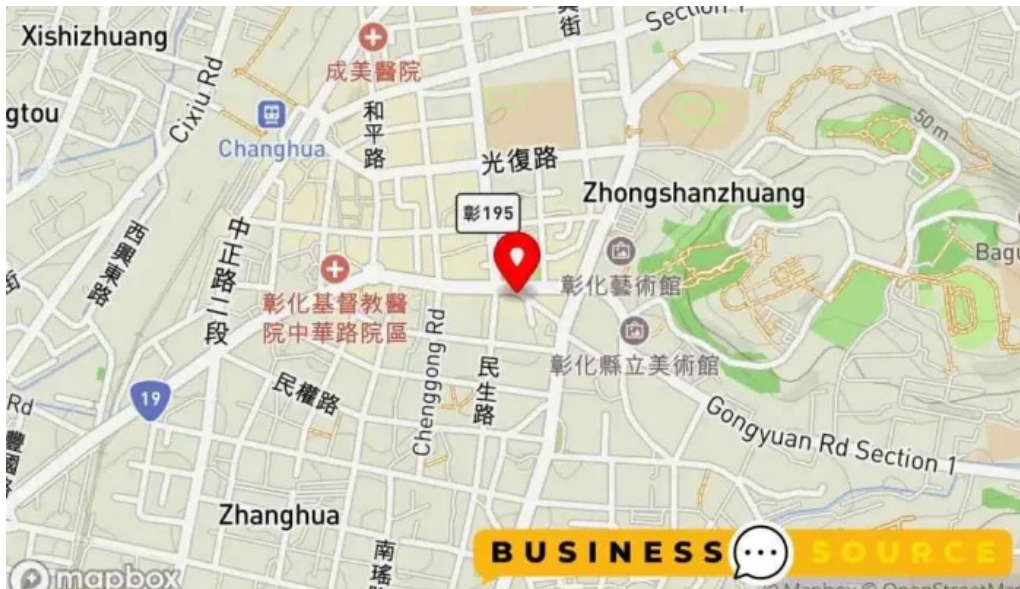 Section 1
Xishizhuang
成美醫院
gtou
Cixiu Rd
Changhua
和平路
光復路
50 m
Zhongshanzhuang
彰195
西興東路
中正路二段
彰化藝術館
Bagu
彰化基督教醫
院中華路院區
彰化縣立美術館
Chenggong Rd
民生路
民權路
19
Rd
Gongyuan Rd Section 1
Zhanghua
BUSINESS SOURCE
mapbox
© Mapbox © OpenStreetMap